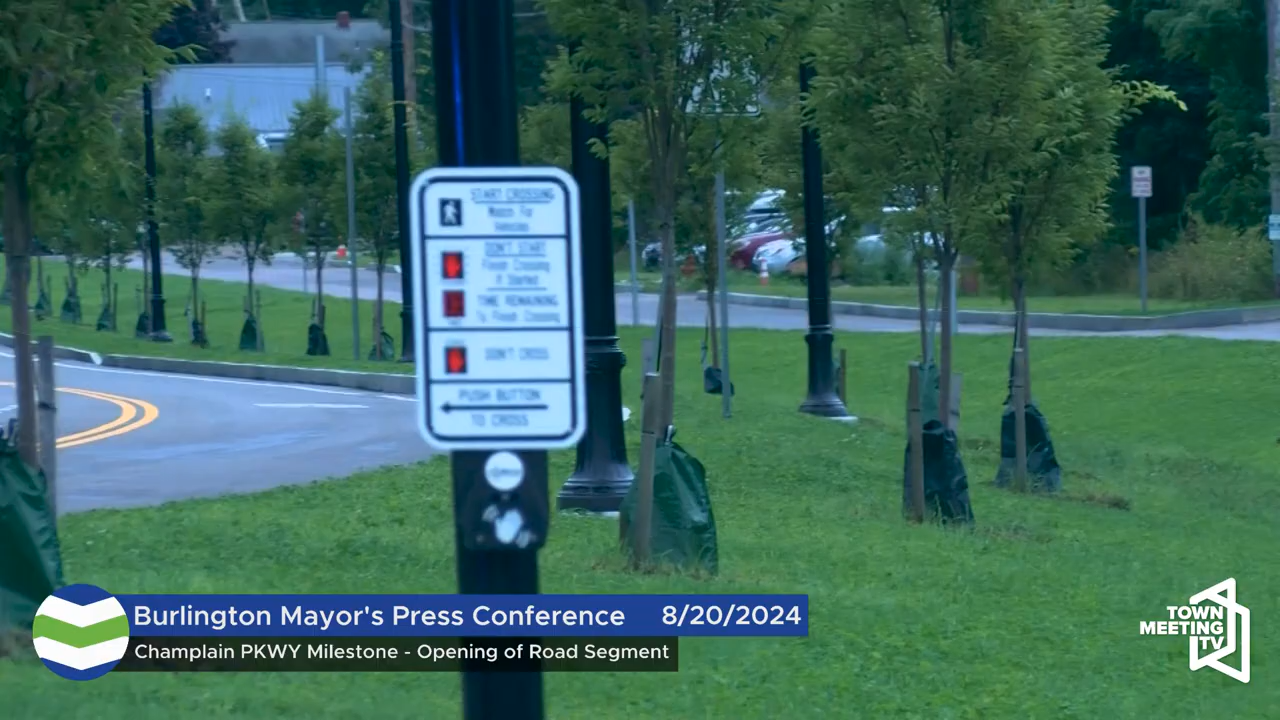 START CROSSING
Watch For
Vehicles
DON'T START
Finish Crossing
If Started
TIME REMAINING
To Finish Crossing
DON'T CROSS
PUSH BUTTON
TO CROSS
Burlington Mayor's Press Conference 8/20/2024
Champlain PKWY Milestone - Opening of Road Segment
TOWN
MEETING
TV